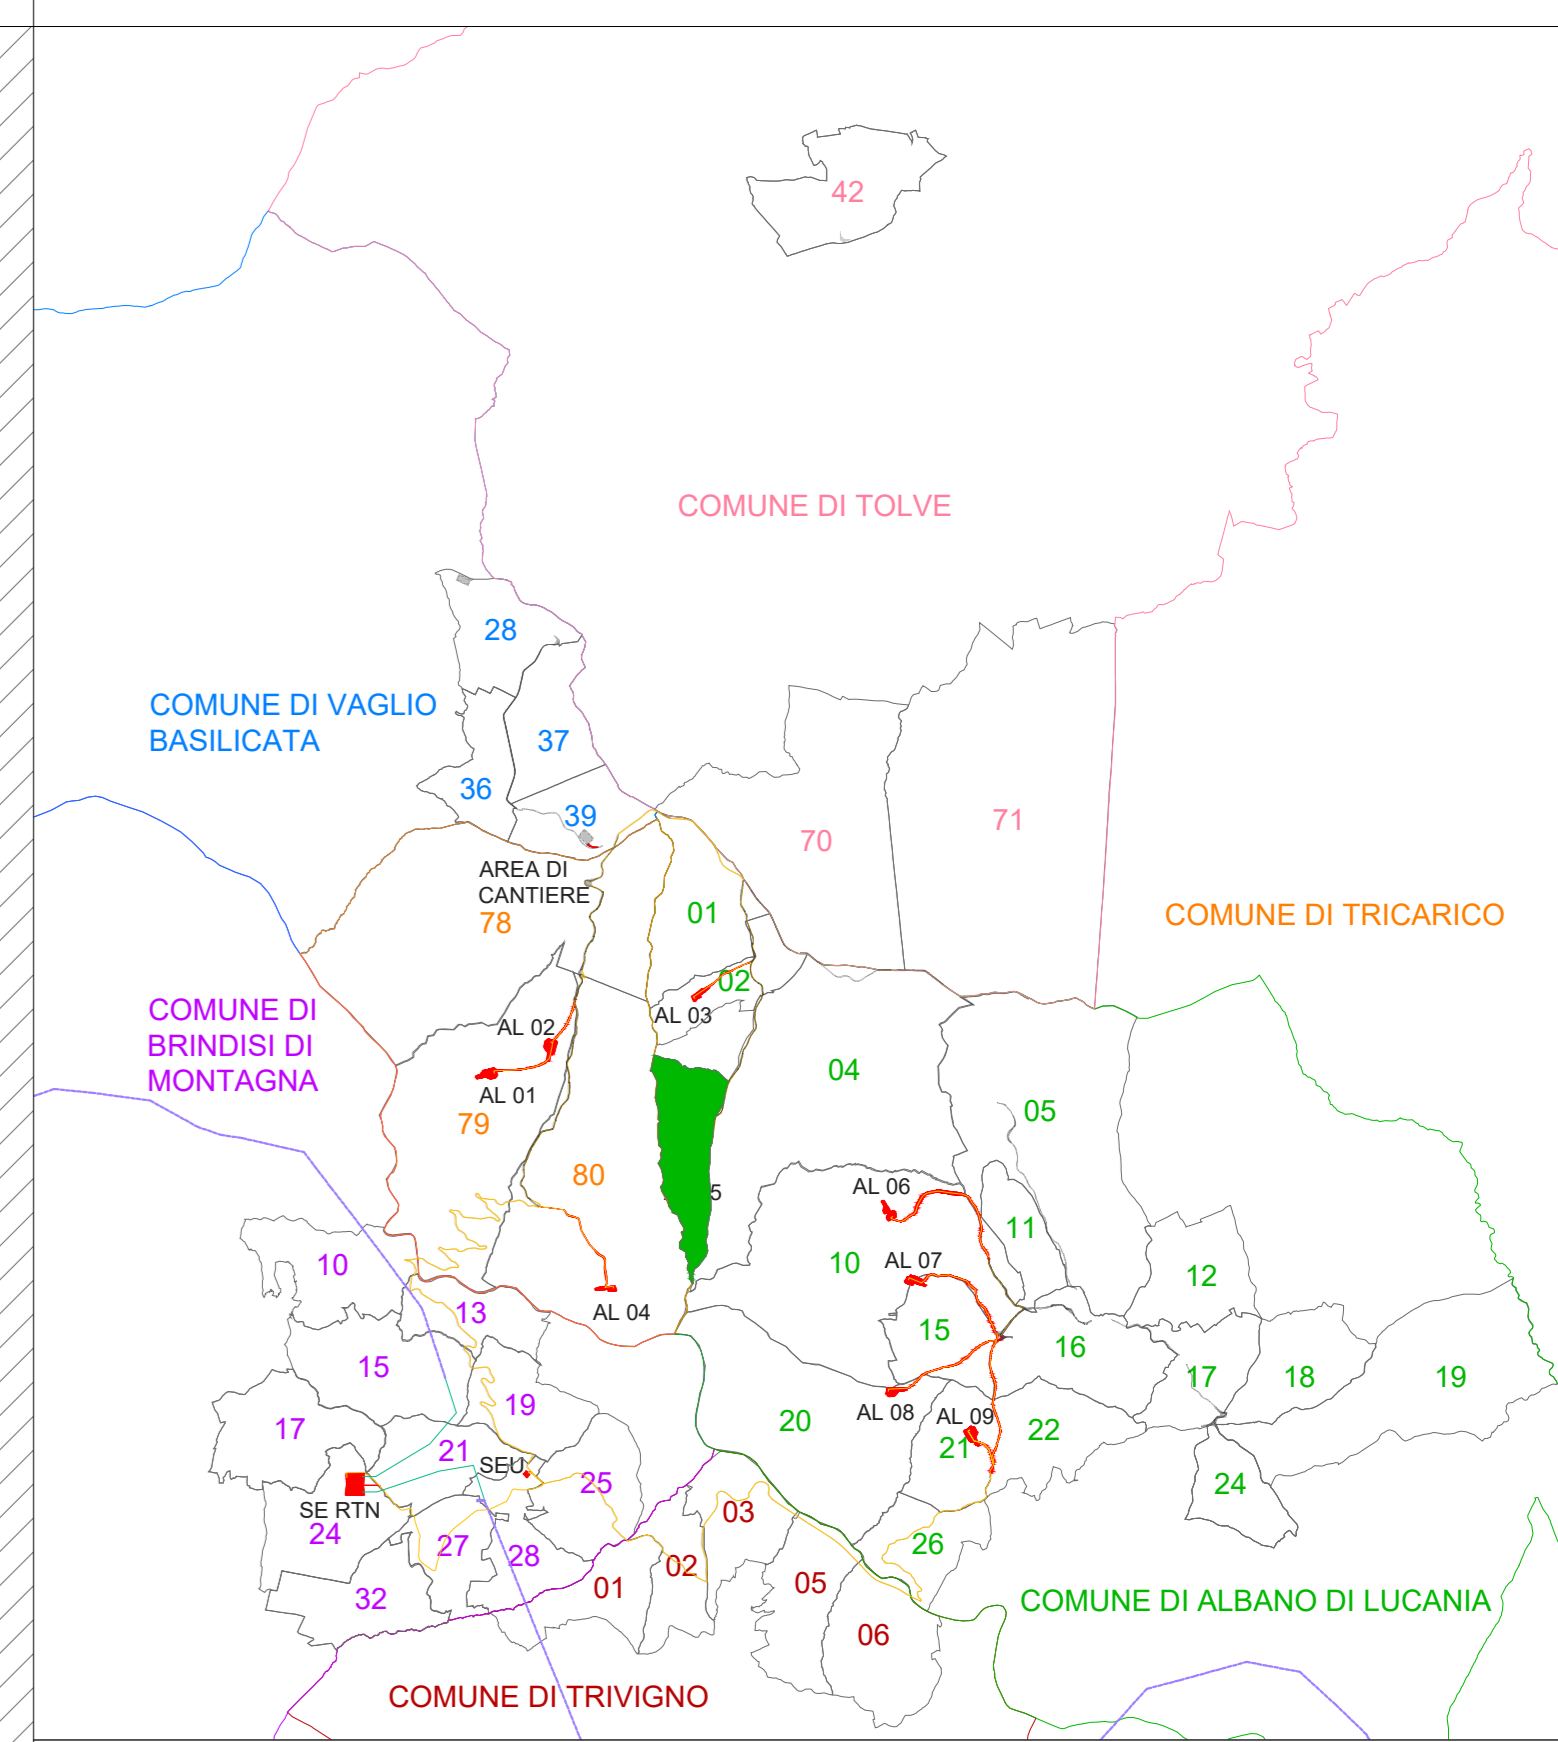 42
COMUNE DI TOLVE
28
COMUNE DI VAGLIO
BASILICATA
37
36
39
70
71
AREA DI
CANTIERE
78
01
COMUNE DI TRICARICO
02
AL 03
COMUNE DI
BRINDISI DI
MONTAGNA
AL 02
AL 01
79
04
05
80
5
AL 06
11
10
10
AL 07
12
13
AL 04
15
16
15
17
18
19
19
20
AL 08
AL 09
21
22
17
21
SEU
25
24
SE RTN
24
27
28
03
02
01
05
26
32
06
COMUNE DI ALBANO DI LUCANIA
COMUNE DI TRIVIGNO